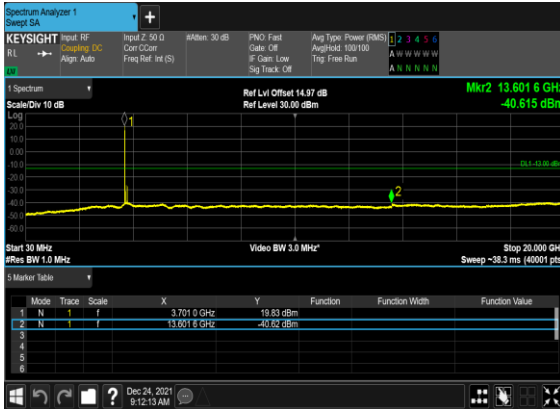 Spectrum Analyzer 1
Swept SA
+
KEYSIGHT Input: RF Input Z: 50 Ω #Atten: 30 dB PNO: Fast Avg Type: Power (RMS) 1 2 3 4 5 6
RL Coupling: DC Corr CCorr Gate: Off Avg|Hold: 100/100 A W W W W W
Align: Auto Freq Ref: Int (S) IF Gain: Low Trig: Free Run
Sig Track: Off A N N N N N
1 Spectrum Ref Lvl Offset 14.97 dB Mkr2 13.601 6 GHz
Scale/Div 10 dB Ref Level 30.00 dBm -40.615 dBm
Log
20.0
10.0
0.00
-10.0
-20.0
-30.0
-40.0
-50.0
-60.0
1
DL1 -13.00 dBm
2
Start 30 MHz Video BW 3.0 MHz* Stop 20.000 GHz
#Res BW 1.0 MHz Sweep ~38.3 ms (40001 pts)
5 Marker Table
Mode Trace Scale X Y Function Function Width Function Value
1 N 1 f 3.701 0 GHz 19.83 dBm
2 N 1 f 13.601 6 GHz -40.62 dBm
3
4
5
6
? Dec 24, 2021
9:12:13 AM